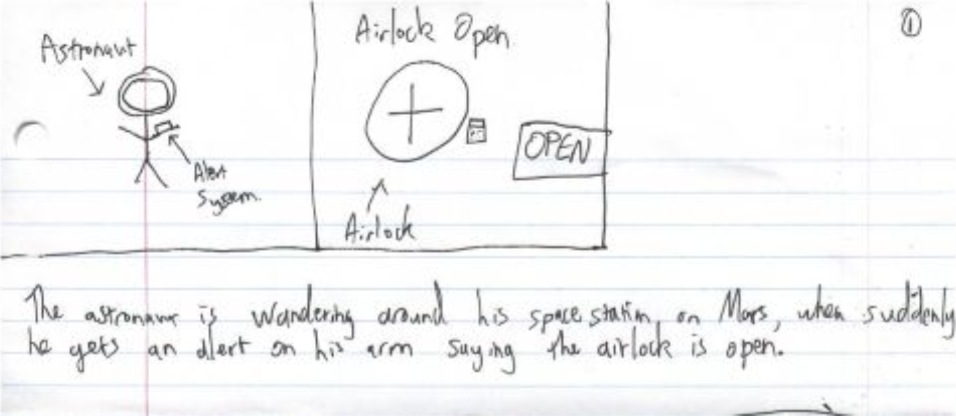 ①
Airlock Open.
Astronaut
OPEN
Alert
System.
Airlock
The astronaut is wandering around his space station on Mars, when suddenly
he gets an alert on his arm saying the airlock is open.